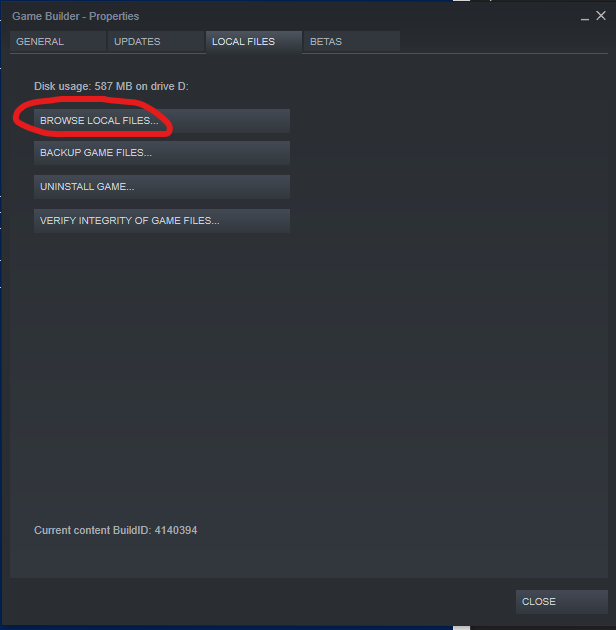 Game Builder - Properties
GENERAL UPDATES LOCAL FILES BETAS
Disk usage: 587 MB on drive D:
BROWSE LOCAL FILES...
BACKUP GAME FILES...
UNINSTALL GAME...
VERIFY INTEGRITY OF GAME FILES...
Current content BuildID: 4140394
CLOSE